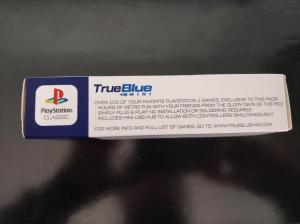 TrueBlue
MINI
PlayStation
CLASSIC
OVER 100 OF YOUR FAVORITE PLAYSTATION 1 GAMES, EXCLUSIVE TO THIS PACK!
- HOURS OF RETRO FUN WITH YOUR FRIENDS FROM THE GLORY DAYS OF THE PS1!
- SIMPLY PLUG & PLAY! NO INSTALLATION OR SOLDERING REQUIRED!
- INCLUDES MINI USB HUB TO ALLOW BOTH CONTROLLERS SIMULTANEOUSLY!
FOR MORE INFO AND FULL LIST OF GAMES, GO TO: WWW.TRUEBLUEMINI.COM